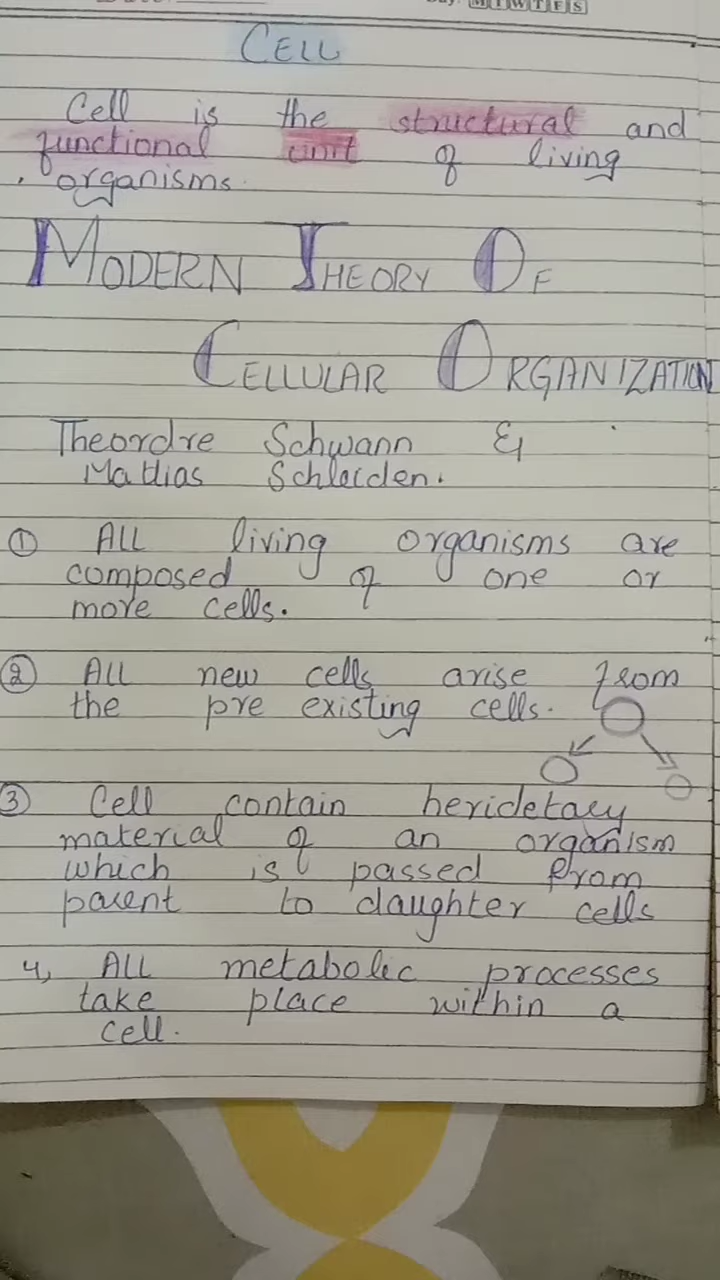 M T W T F S
CELL
Cell is the structural and
functional unit of living
organisms.
MODERN THEORY OF
CELLULAR ORGANIZATION
Theordre Schwann &
Mattias Schleiden.
① ALL living organisms are
composed of one or
more cells.
② ALL new cells arise from
the pre existing cells.
③ Cell contain heridetary
material of an organism
which is passed from
parent to daughter cells
4, ALL metabolic processes
take place within a
cell.